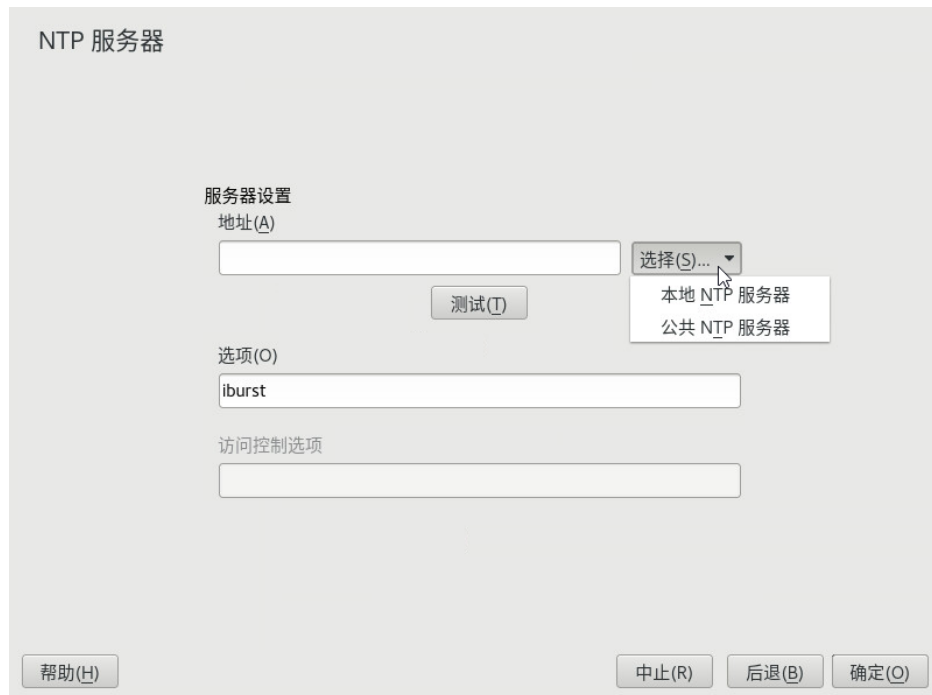 NTP 服务器
服务器设置
地址(A)
选择(S)...
本地 NTP 服务器
公共 NTP 服务器
测试(T)
选项(O)
iburst
访问控制选项
帮助(H)
中止(R)
后退(B)
确定(O)